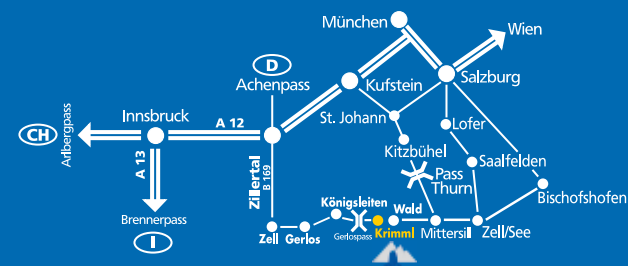 München
Wien
D
Achenpass
Kufstein
Salzburg
Innsbruck
A 12
St. Johann
Lofer
CH
Arlbergpass
A 13
Zillertal
B 169
Kitzbühel
Saalfelden
Pass
Thurn
Bischofshofen
Königsleiten
Wald
Brennerpass
Zell
Gerlos
Gerlospass
Krimml
Mittersill
Zell/See
I